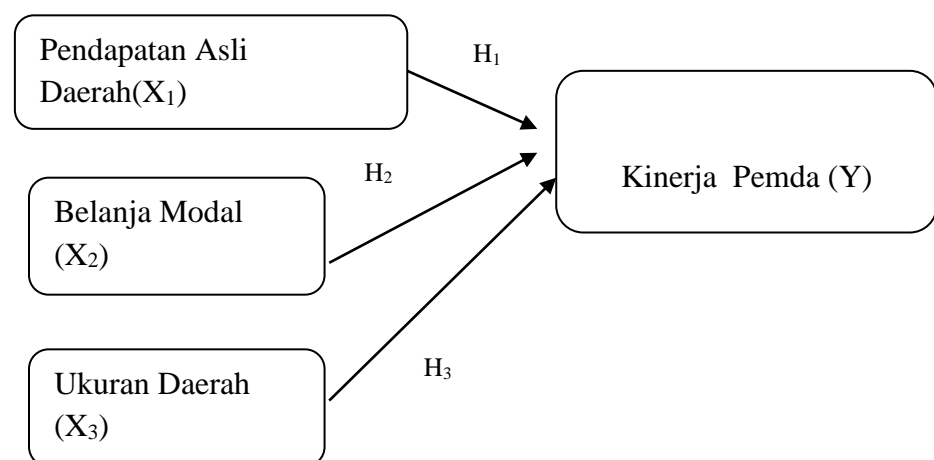 Pendapatan Asli
Daerah(X₁)
H₁
Kinerja Pemda (Y)
H₂
Belanja Modal
(X₂)
H₃
Ukuran Daerah
(X₃)